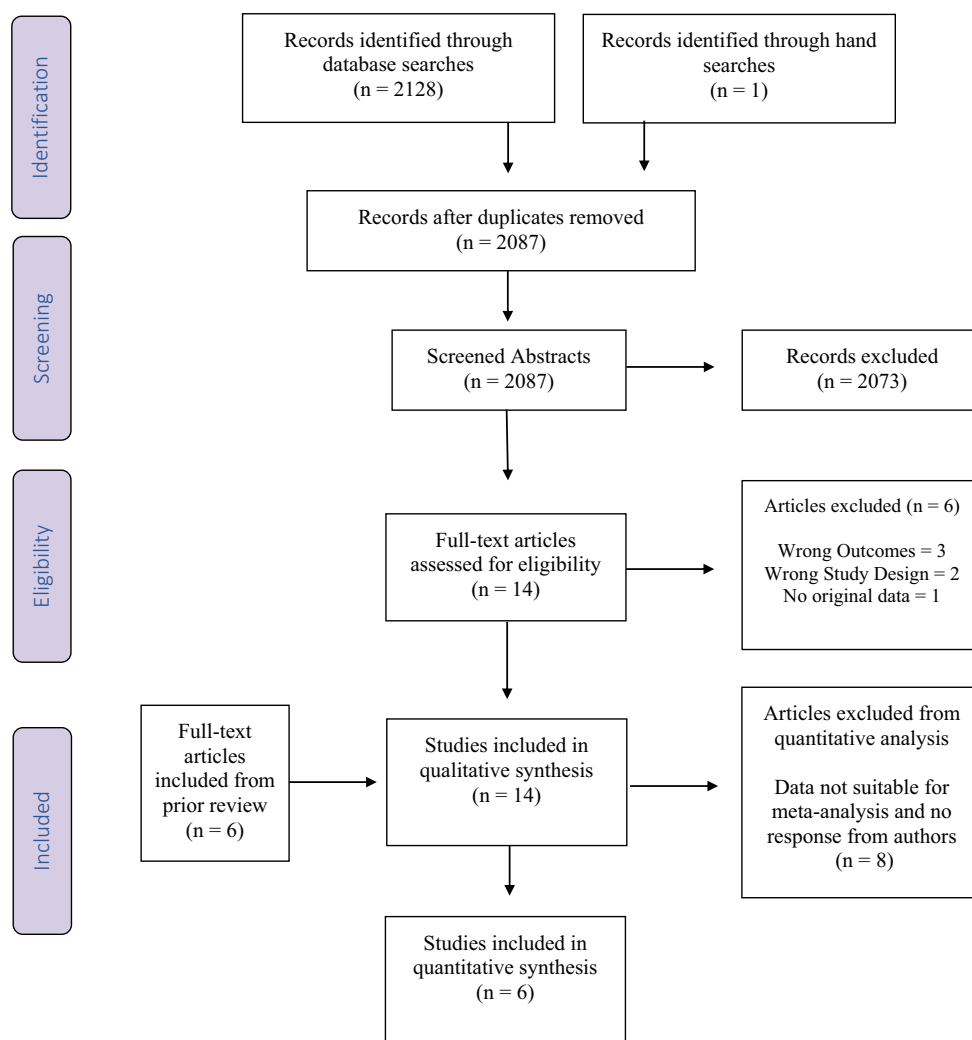 Identification
Records identified through
database searches
(n = 2128)
Records identified through hand
searches
(n = 1)
Records after duplicates removed
(n = 2087)
Screening
Screened Abstracts
(n = 2087)
Records excluded
(n = 2073)
Eligibility
Full-text articles
assessed for eligibility
(n = 14)
Articles excluded (n = 6)
Wrong Outcomes = 3
Wrong Study Design = 2
No original data = 1
Included
Full-text
articles
included from
prior review
(n = 6)
Studies included in
qualitative synthesis
(n = 14)
Articles excluded from
quantitative analysis
Data not suitable for
meta-analysis and no
response from authors
(n = 8)
Studies included in
quantitative synthesis
(n = 6)